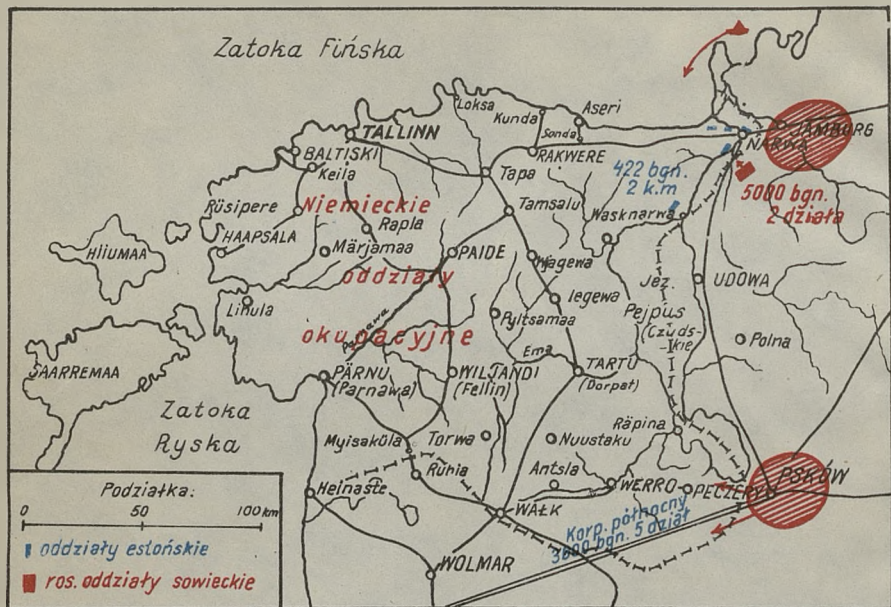 Zatoka Fińska
Loksa
Kunda
Aseri
Sonda
TALLINN
BALTISKI
Keila
RAKWERE
NARWA
JAMBURG
Tapa
422 bgn.
2 k.m
5000 bgn.
2 działa
Rüsipere
Niemieckie
Rapla
Tamsalu
Wasknarwa
HAAPSALA
Märjamaa
PAIDE
Wagewa
HLIUMAA
oddziały
Jez.
UDOWA
Lihula
Iegewa
Pejpus
(Czuds-
-kie)
Pyltsamaa
Parnawa
okupacyjne
Polna
Ema
SAARREMAA
PÄRNU
(Parnawa)
WILJANDI
(Fellin)
TARTU
(Dorpat)
Zatoka
Ryska
Räpina
Myisaküla
Torwa
Nuustaku
Ruhia
Antsla
WERRO
PECZERY
PSKÓW
Heinaste
WAŁK
Korp. północny
3600 bgn. 5 dział
WOLMAR
Podziałka:
0 50 100 km
oddziały estońskie
ros. oddziały sowieckie